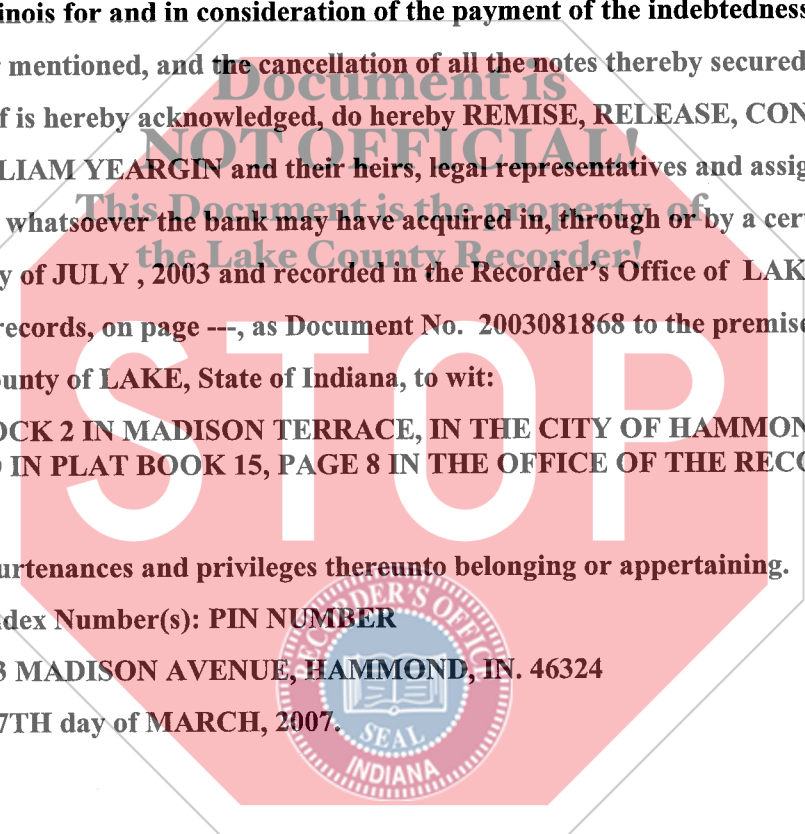 inois for and in consideration of the payment of the indebtedness
mentioned, and the cancellation of all the notes thereby secured
Document is
f is hereby acknowledged, do hereby REMISE, RELEASE, CON
NOT OFFICIAL!
LIAM YEARGIN and their heirs, legal representatives and assig
This Document is the property of
whatsoever the bank may have acquired in, through or by a cer
the Lake County Recorder!
y of JULY , 2003 and recorded in the Recorder's Office of LAK
records, on page ---, as Document No. 2003081868 to the premise
ounty of LAKE, State of Indiana, to wit:
STOP
OCK 2 IN MADISON TERRACE, IN THE CITY OF HAMMON
IN PLAT BOOK 15, PAGE 8 IN THE OFFICE OF THE RECO
urtenances and privileges thereunto belonging or appertaining.
ndex Number(s): PIN NUMBER
3 MADISON AVENUE, HAMMOND, IN. 46324
7TH day of MARCH, 2007.
RECORDER'S OFFICE
SEAL
INDIANA